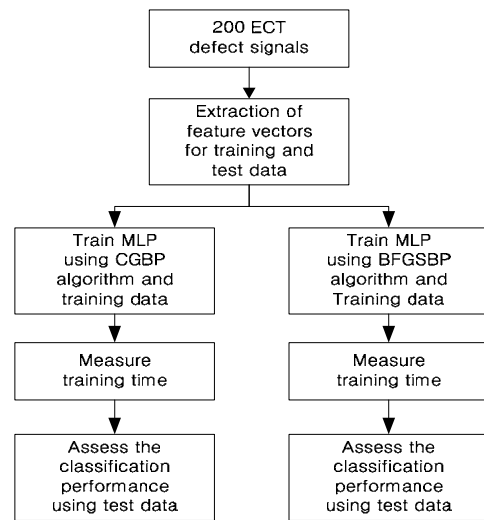 200 ECT
defect signals
Extraction of
feature vectors
for training and
test data
Train MLP
using CGBP
algorithm and
training data
Measure
training time
Assess the
classification
performance
using test data
Train MLP
using BFGSBP
algorithm and
Training data
Measure
training time
Assess the
classification
performance
using test data